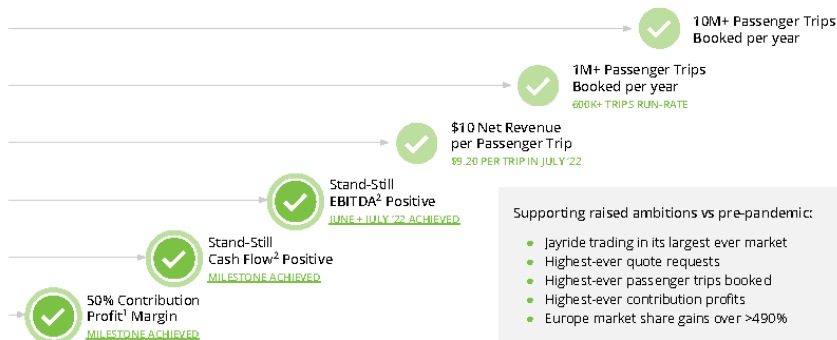 10M+ Passenger Trips
Booked per year
1M+ Passenger Trips
Booked per year
600K+ TRIPS RUN-RATE
$10 Net Revenue
per Passenger Trip
$9.20 PER TRIP IN JULY '22
Stand-Still
EBITDA² Positive
JUNE + JULY '22 ACHIEVED
Stand-Still
Cash Flow² Positive
MILESTONE ACHIEVED
50% Contribution
Profit¹ Margin
MILESTONE ACHIEVED
Supporting raised ambitions vs pre-pandemic:
Jayride trading in its largest ever market
Highest-ever quote requests
Highest-ever passenger trips booked
Highest-ever contribution profits
Europe market share gains over >490%